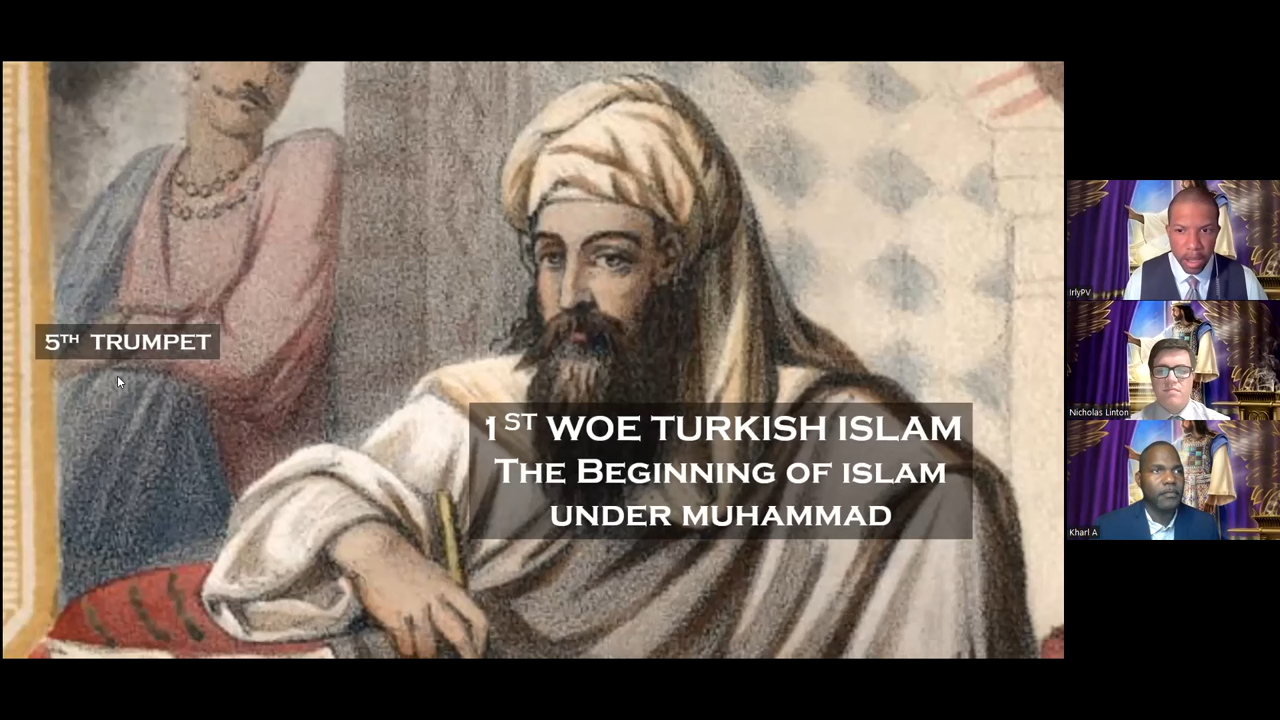 5TH TRUMPET
1ST WOE TURKISH ISLAM
THE BEGINNING OF ISLAM
UNDER MUHAMMAD
IrlyPV
Nicholas Linton
Kharl A